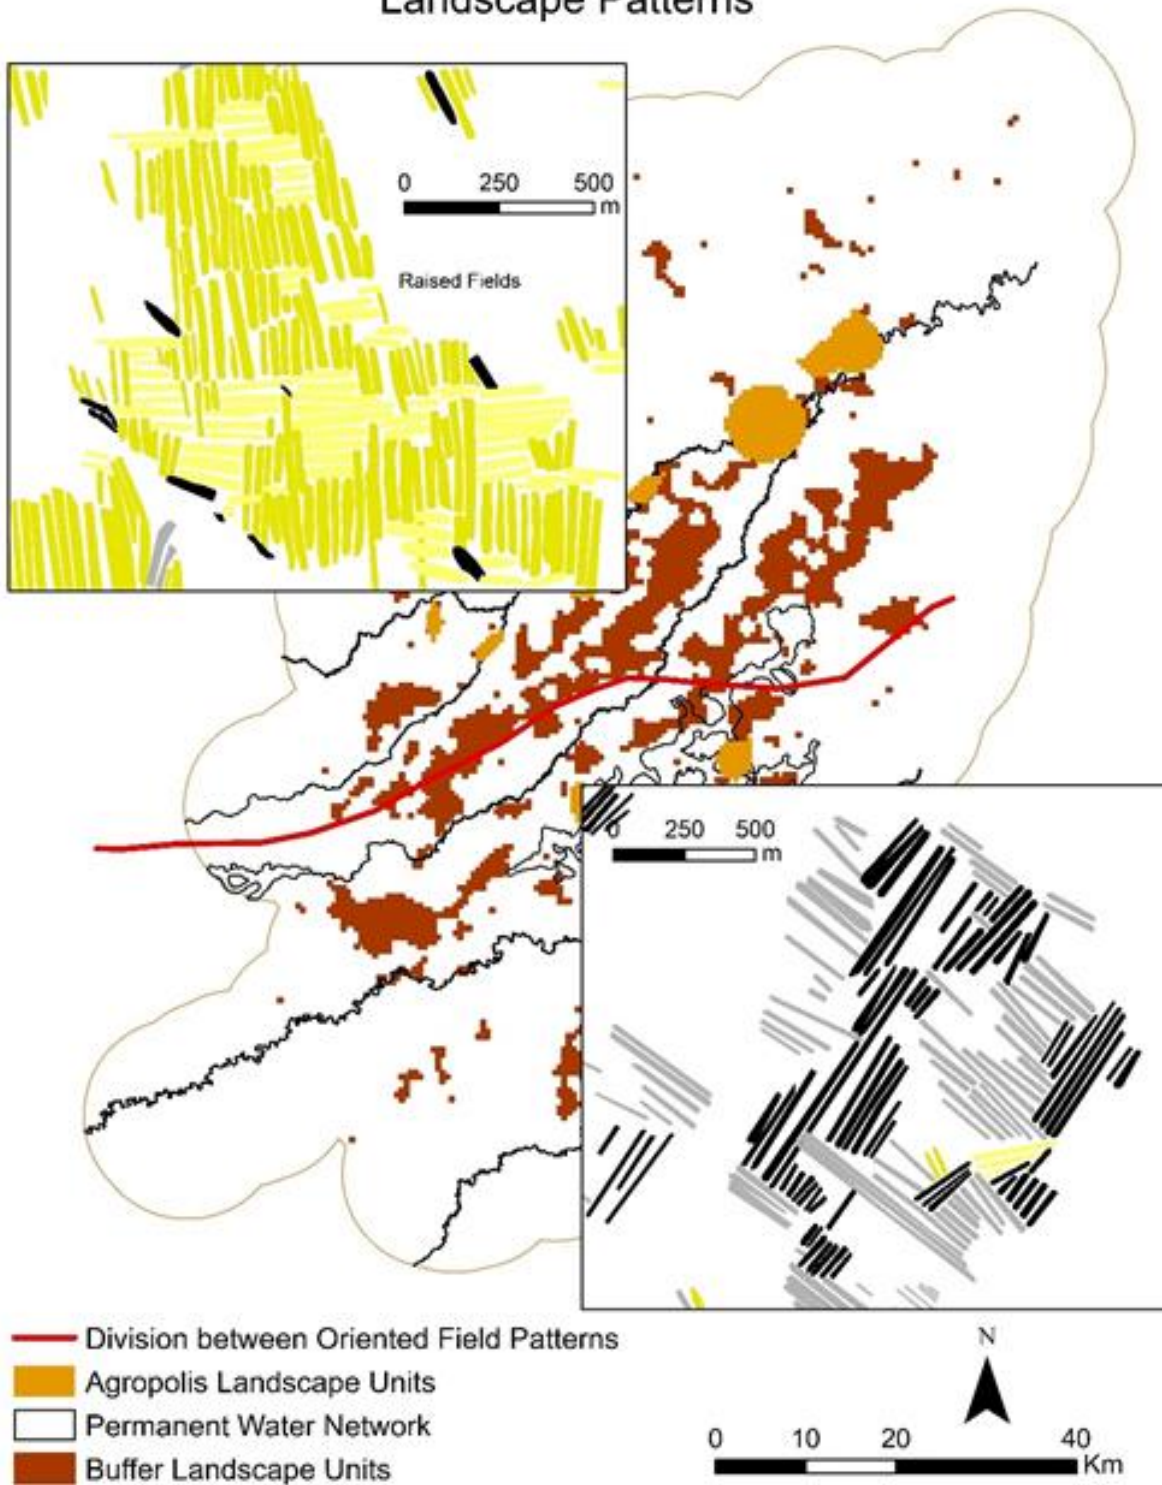 Landscape Patterns
0 250 500
m
Raised Fields
0 250 500
m
Division between Oriented Field Patterns
Agropolis Landscape Units
Permanent Water Network
Buffer Landscape Units
N
0 10 20 40
Km